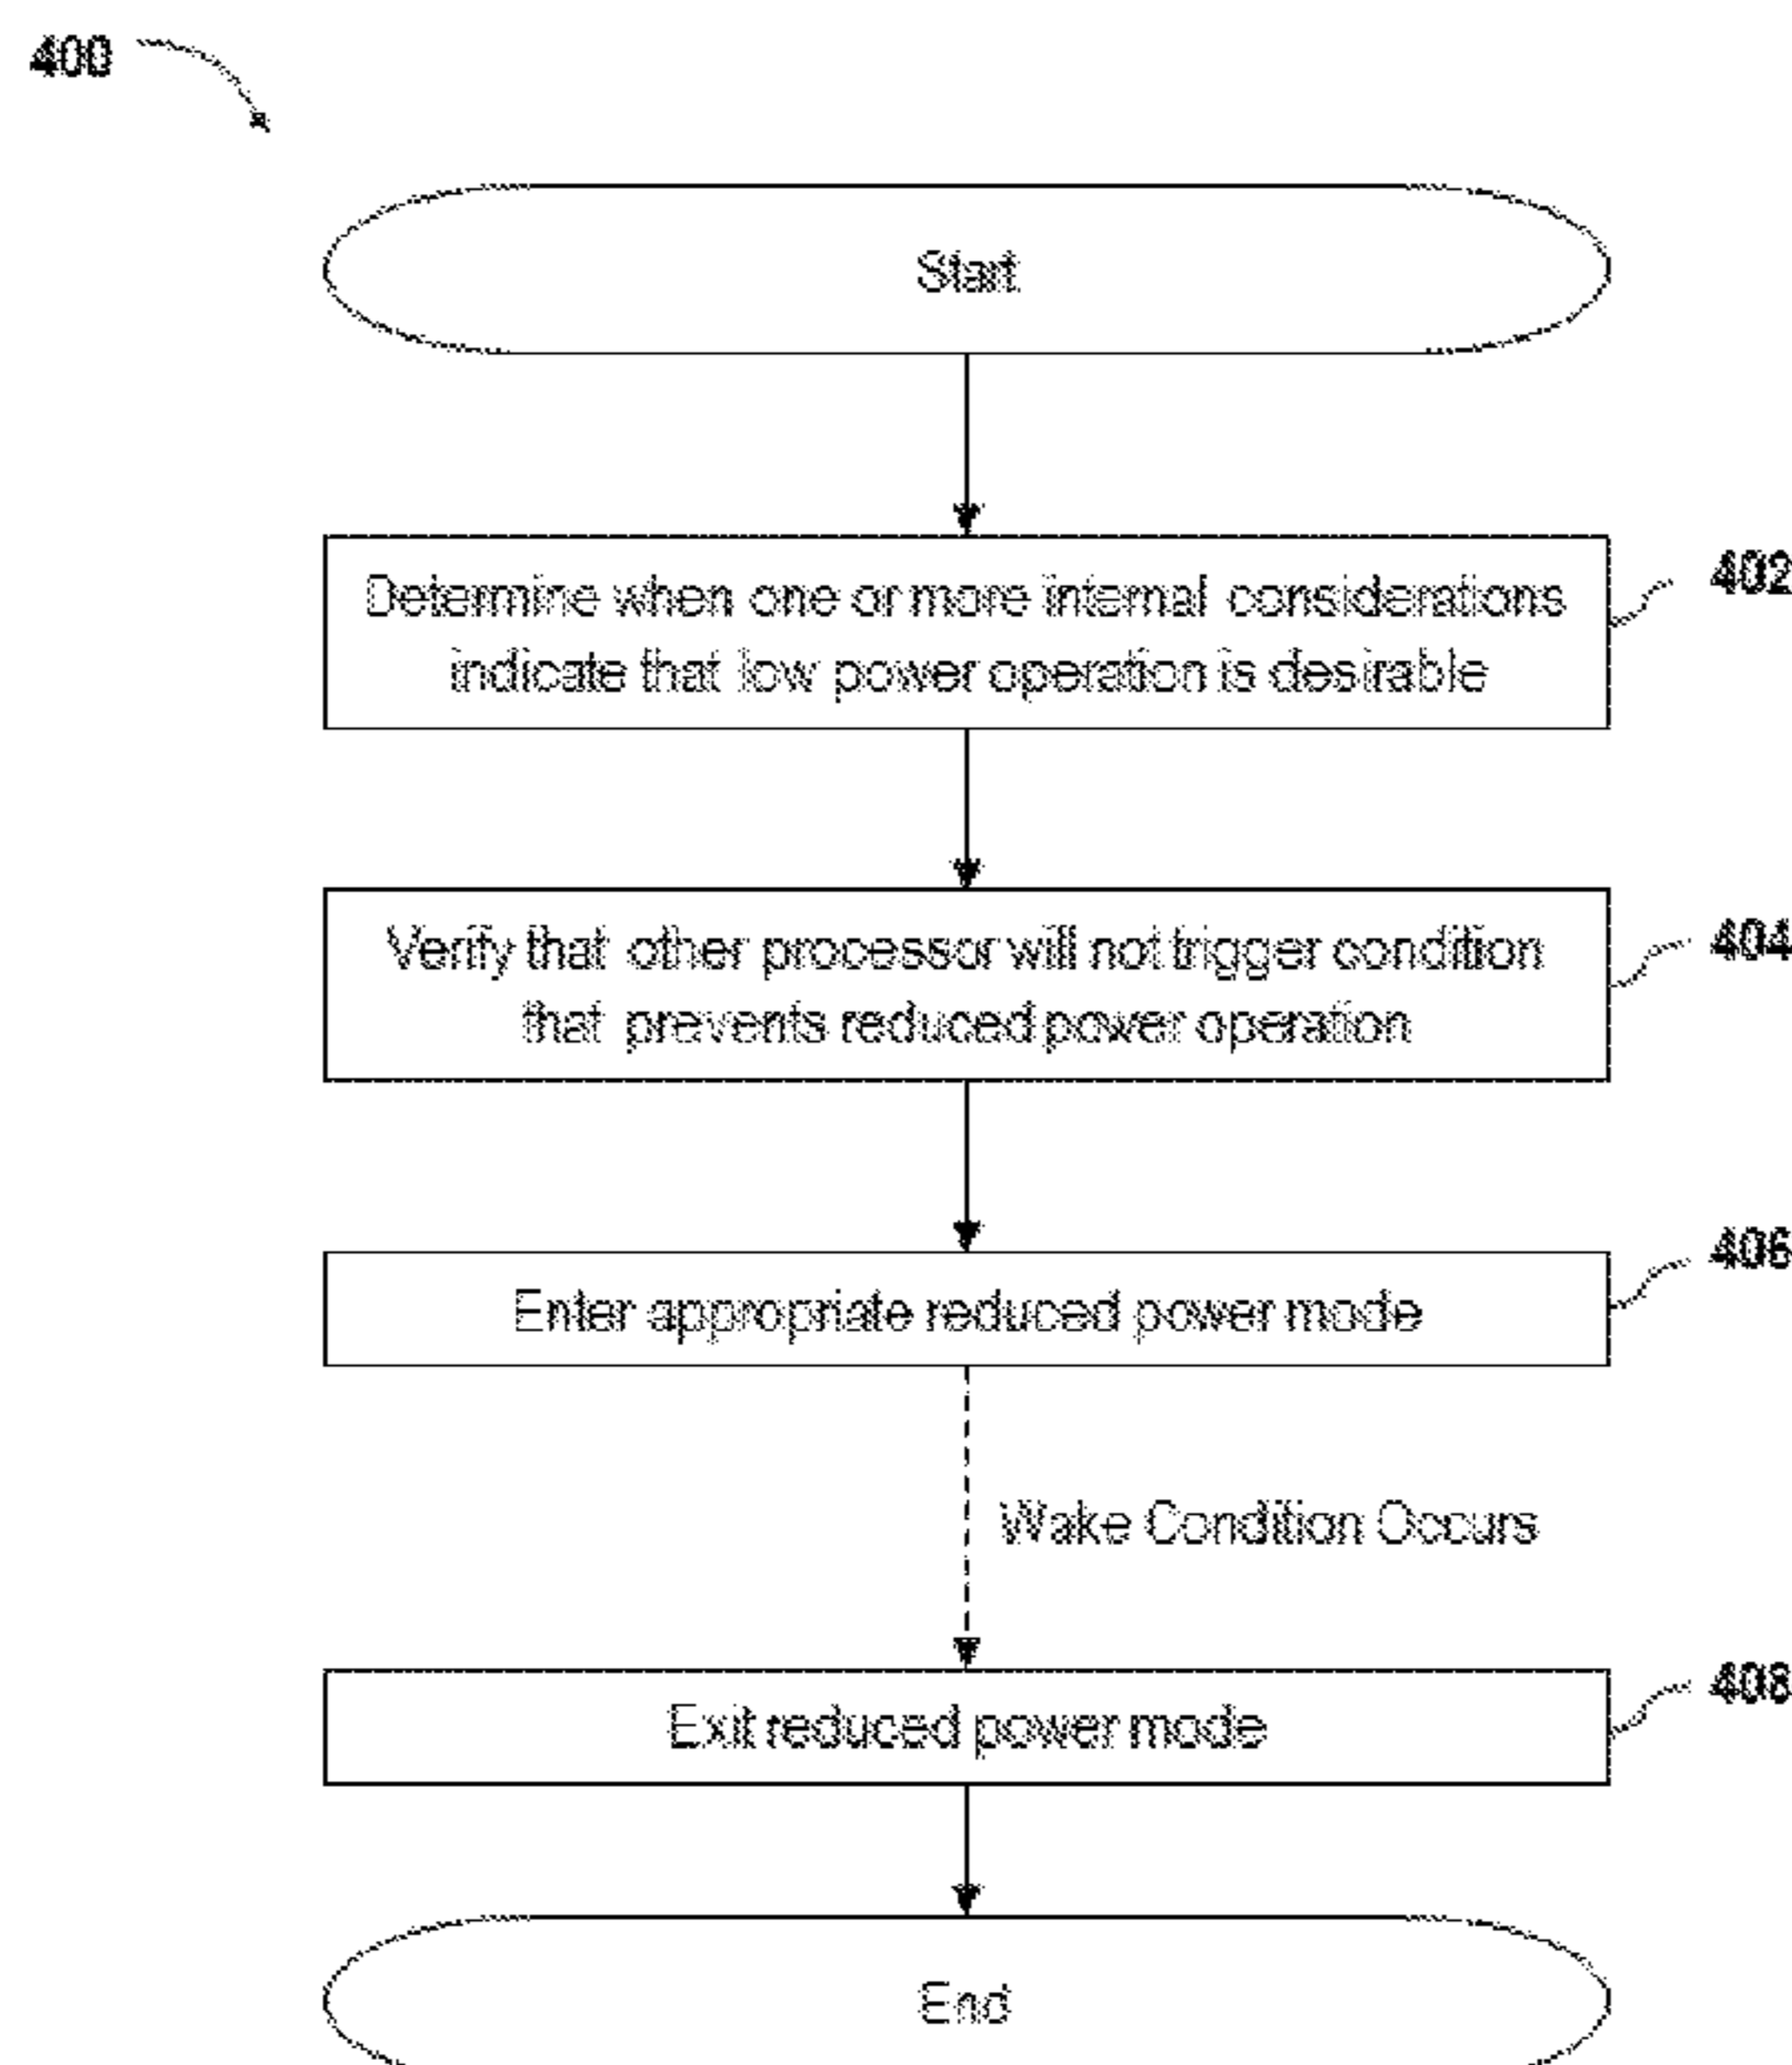 400
Start
Determine when one or more internal considerations
indicate that low power operation is desirable
402
Verify that other processor will not trigger condition
that prevents reduced power operation
404
Enter appropriate reduced power mode
406
Wake Condition Occurs
Exit reduced power mode
408
End